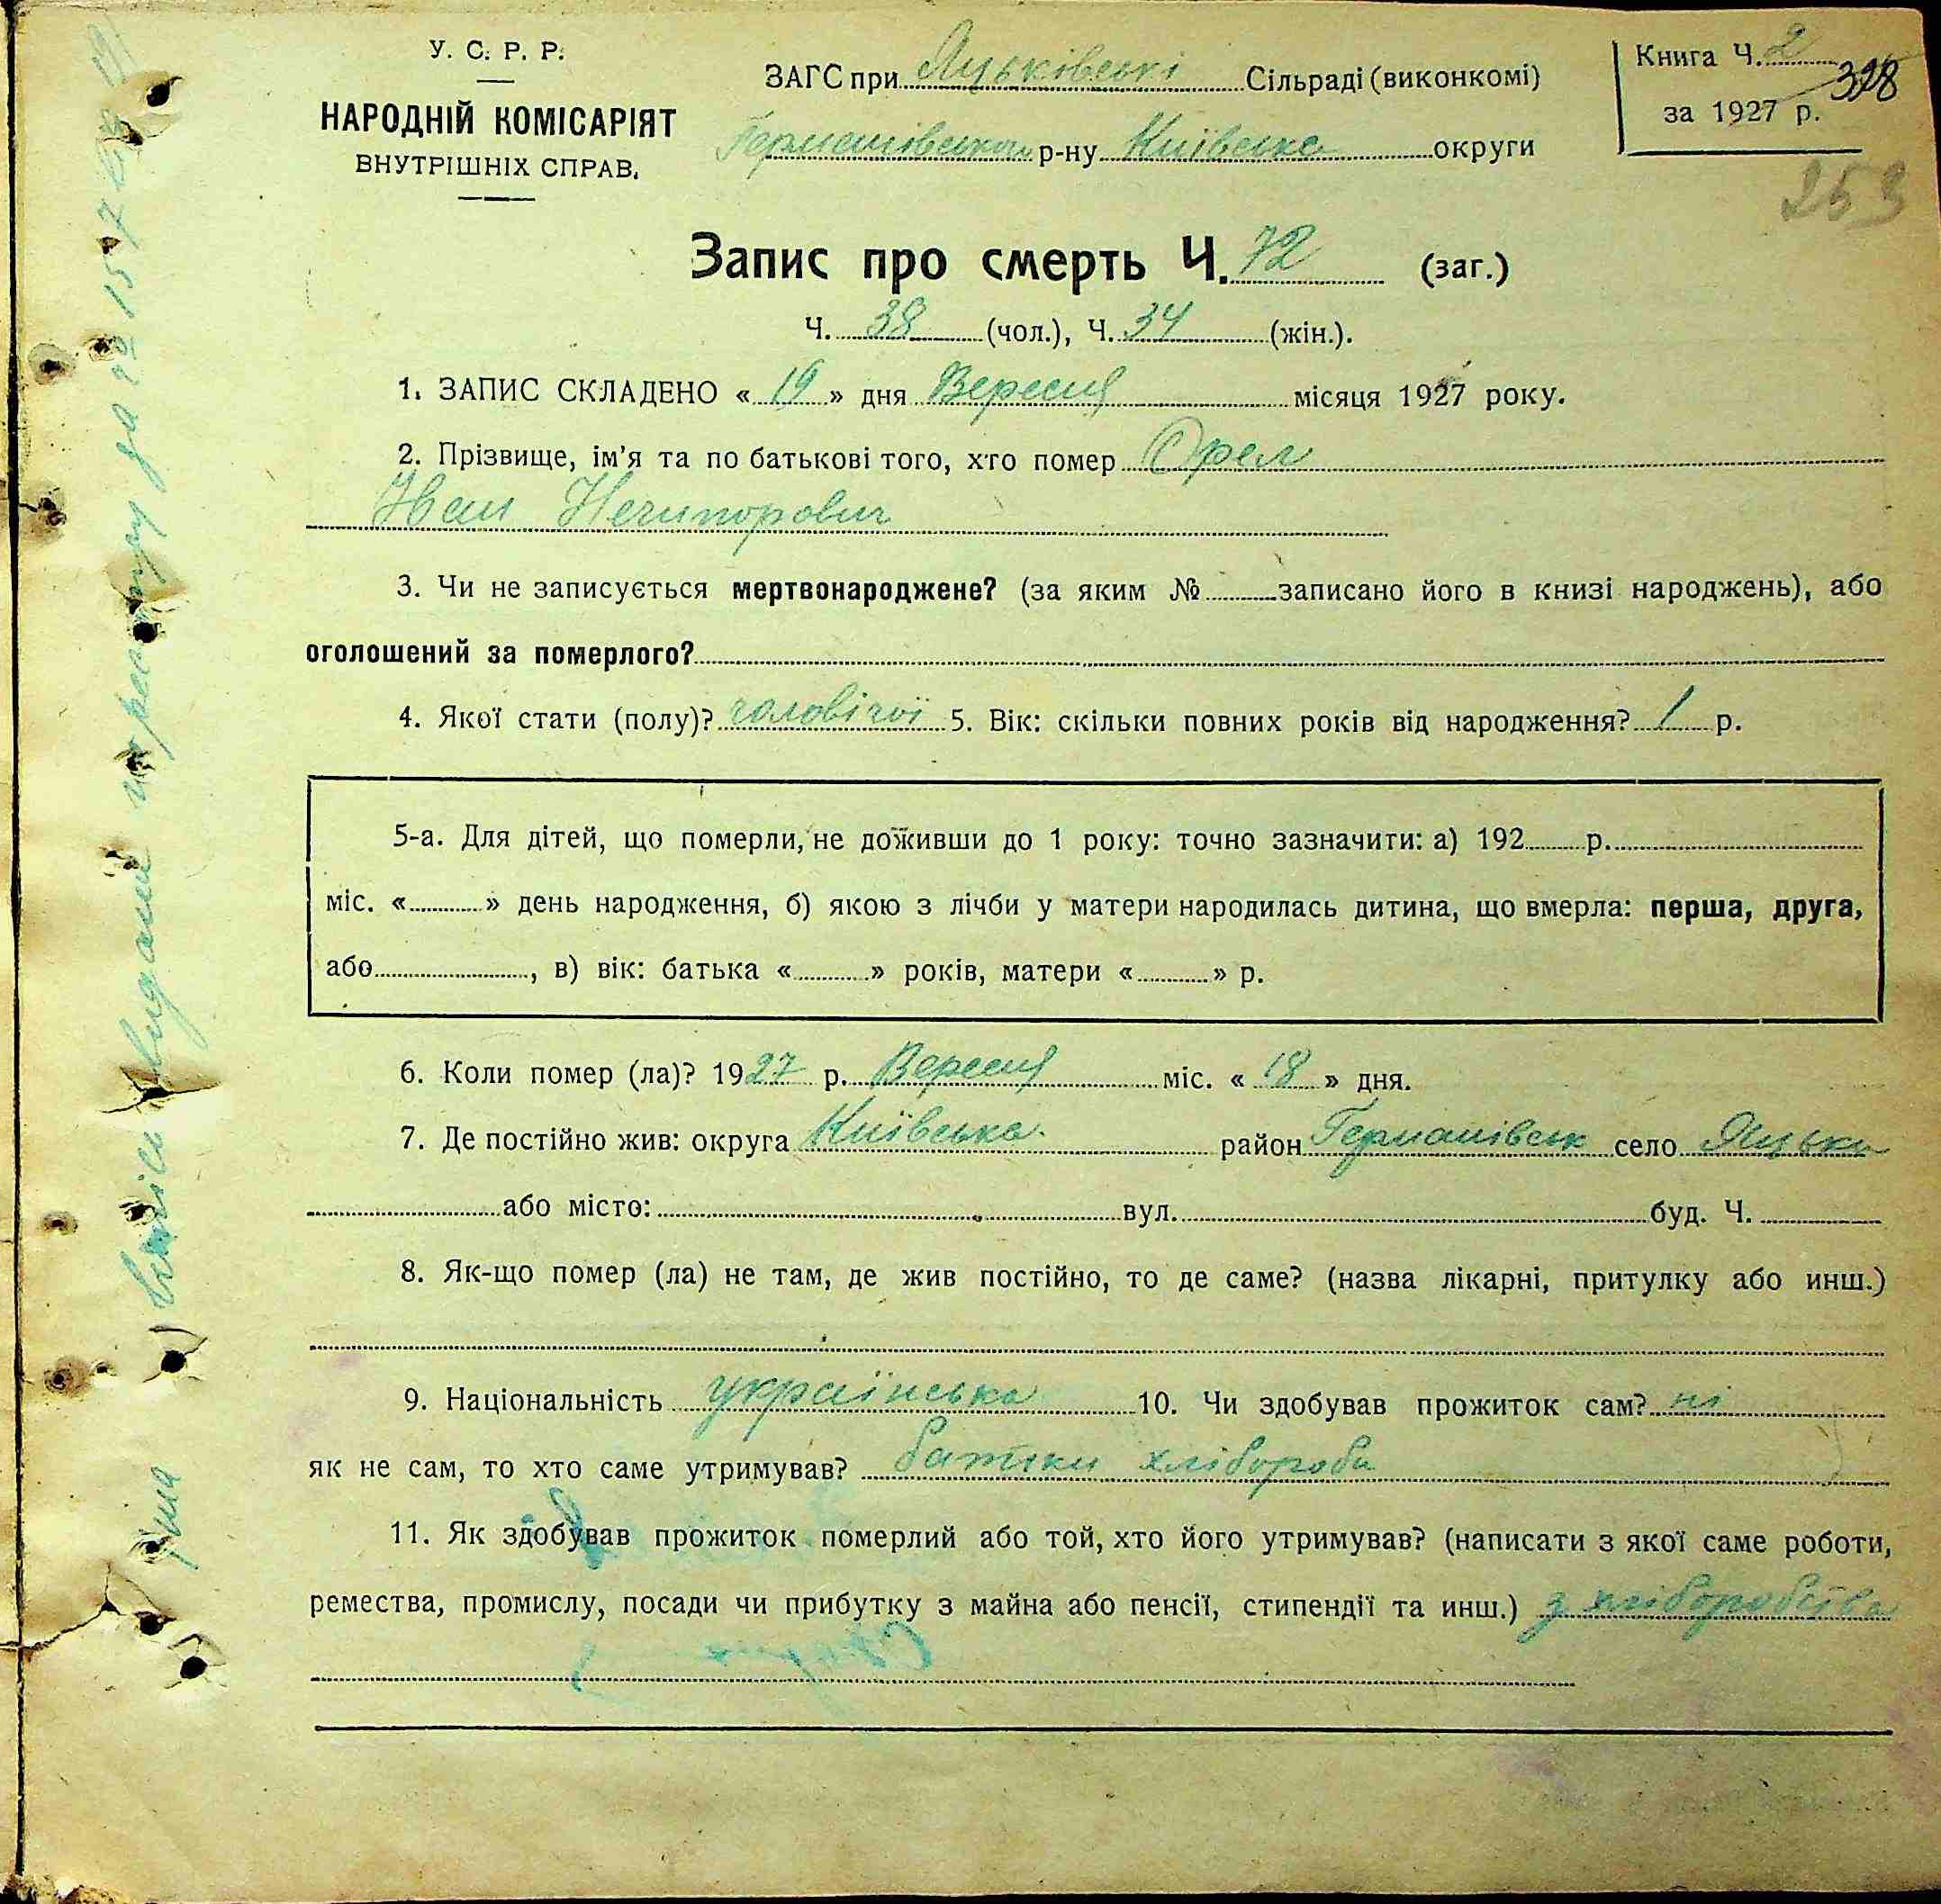 У. С. Р. Р.
НАРОДНІЙ КОМІСАРІЯТ
ВНУТРІШНІХ СПРАВ.
ЗАГС при Яцьківські Сільраді (виконкомі)
Германівськом р-ну Київська округи
Книга Ч. 2
за 1927 р.
328
253
Запис про смерть Ч. 72 (заг.)
Ч. 38 (чол.), Ч. 34 (жін.).
1. ЗАПИС СКЛАДЕНО « 19 » дня Вересня місяця 1927 року.
2. Прізвище, ім'я та по батькові того, хто помер Орел
Иван Нечипорович
3. Чи не записується мертвонароджене? (за яким № записано його в книзі народжень), або
оголошений за померлого?
4. Якої стати (полу)? чоловічої 5. Вік: скільки повних років від народження? 1 р.
5-а. Для дітей, що померли, не доживши до 1 року: точно зазначити: а) 192 р.
міс. « » день народження, б) якою з лічби у матери народилась дитина, що вмерла: перша, друга,
або , в) вік: батька « » років, матери « » р.
6. Коли помер (ла)? 1927 р. Вересня міс. « 18 » дня.
7. Де постійно жив: округа Київська район Германівськ село Яцьки
або місто: вул. буд. Ч.
8. Як-що помер (ла) не там, де жив постійно, то де саме? (назва лікарні, притулку або инш.)
9. Національність українська 10. Чи здобував прожиток сам? ні
як не сам, то хто саме утримував? батьки хлібороби
11. Як здобував прожиток померлий або той, хто його утримував? (написати з якої саме роботи,
ремества, промислу, посади чи прибутку з майна або пенсії, стипендії та инш.) з хліборобства